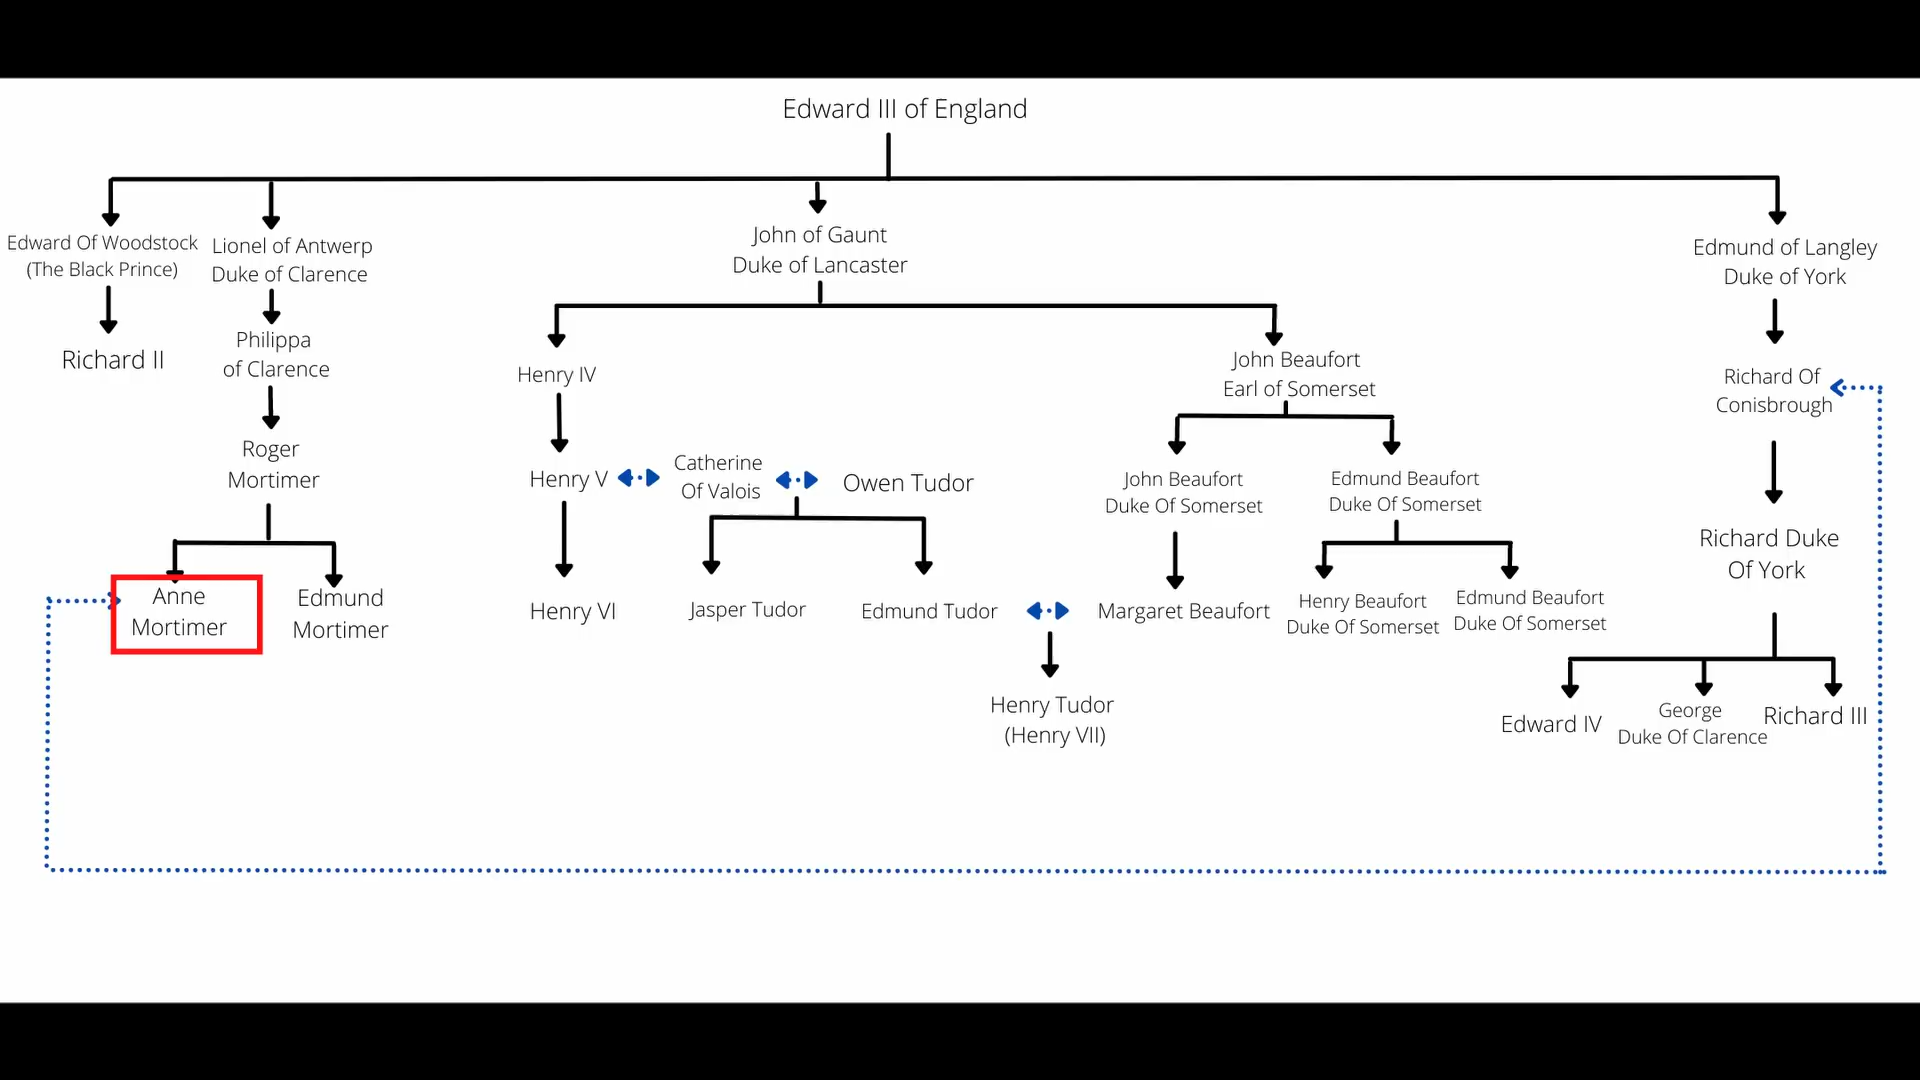 Edward III of England
Edward Of Woodstock
(The Black Prince)
Lionel of Antwerp
Duke of Clarence
John of Gaunt
Duke of Lancaster
Edmund of Langley
Duke of York
Richard II
Philippa
of Clarence
Henry IV
John Beaufort
Earl of Somerset
Richard Of
Conisbrough
Roger
Mortimer
Henry V
Catherine
Of Valois
Owen Tudor
John Beaufort
Duke Of Somerset
Edmund Beaufort
Duke Of Somerset
Richard Duke
Of York
Anne
Mortimer
Edmund
Mortimer
Henry VI
Jasper Tudor
Edmund Tudor
Margaret Beaufort
Henry Beaufort
Duke Of Somerset
Edmund Beaufort
Duke Of Somerset
Henry Tudor
(Henry VII)
Edward IV
George
Duke Of Clarence
Richard III